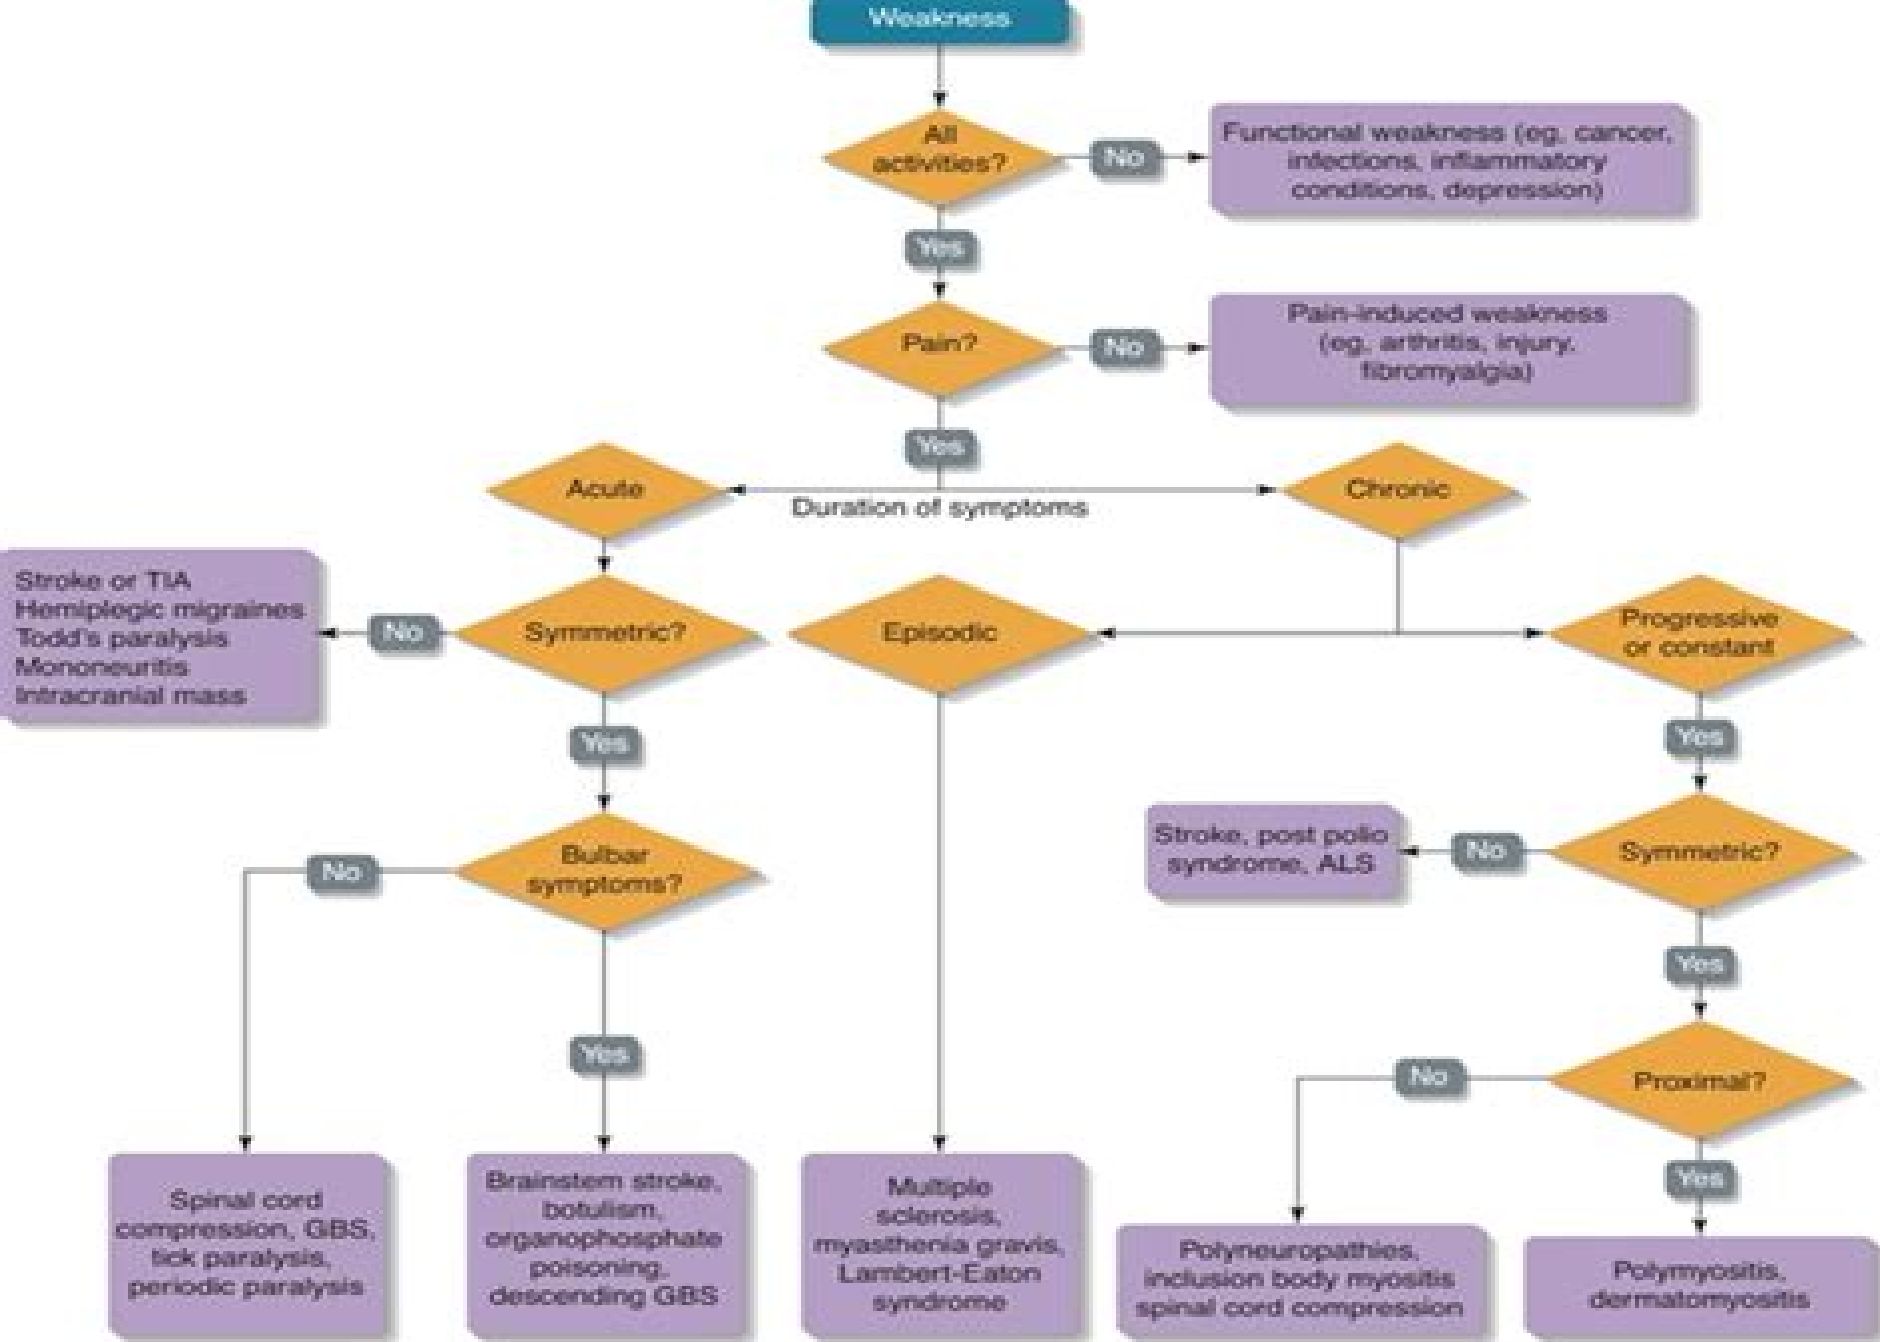 Weakness
All
activities?
No
Functional weakness (eg, cancer,
infections, inflammatory
conditions, depression)
Yes
Pain?
No
Pain-induced weakness
(eg, arthritis, injury,
fibromyalgia)
Yes
Acute
Duration of symptoms
Chronic
Stroke or TIA
Hemiplegic migraines
Todd's paralysis
Mononeuritis
Intracranial mass
No
Symmetric?
Episodic
Progressive
or constant
Yes
Yes
Bulbar
symptoms?
No
Stroke, post polio
syndrome, ALS
No
Symmetric?
Yes
Yes
No
Proximal?
Yes
Spinal cord
compression, GBS,
tick paralysis,
periodic paralysis
Brainstem stroke,
botulism,
organophosphate
poisoning,
descending GBS
Multiple
sclerosis,
myasthenia gravis,
Lambert-Eaton
syndrome
Polyneuropathies,
inclusion body myositis
spinal cord compression
Polymyositis,
dermatomyositis